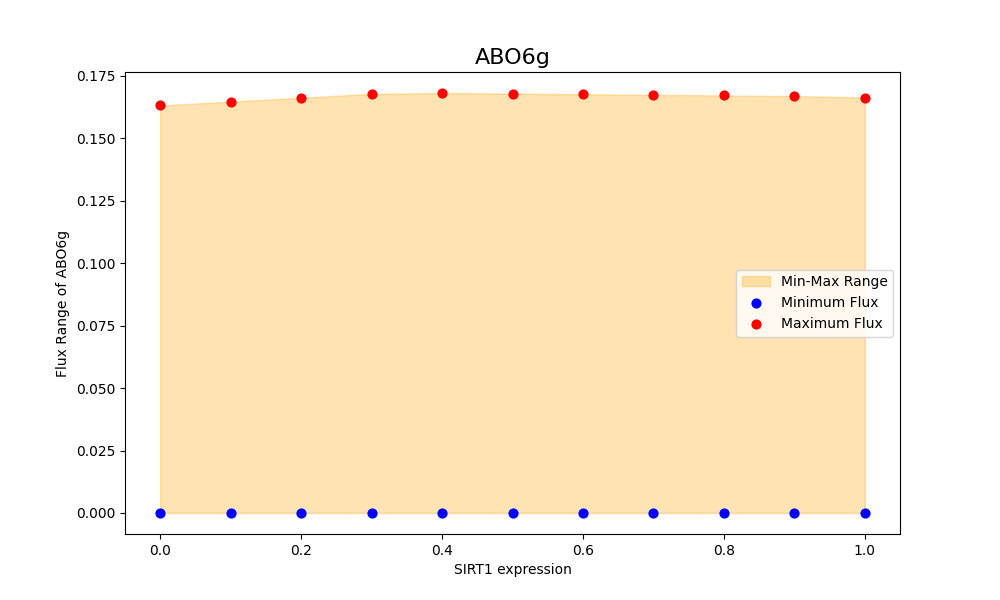 ABO6g
0.175
0.150
0.125
0.100
0.075
0.050
0.025
0.000
Flux Range of ABO6g
Min-Max Range
Minimum Flux
Maximum Flux
0.0
0.2
0.4
0.6
0.8
1.0
SIRT1 expression